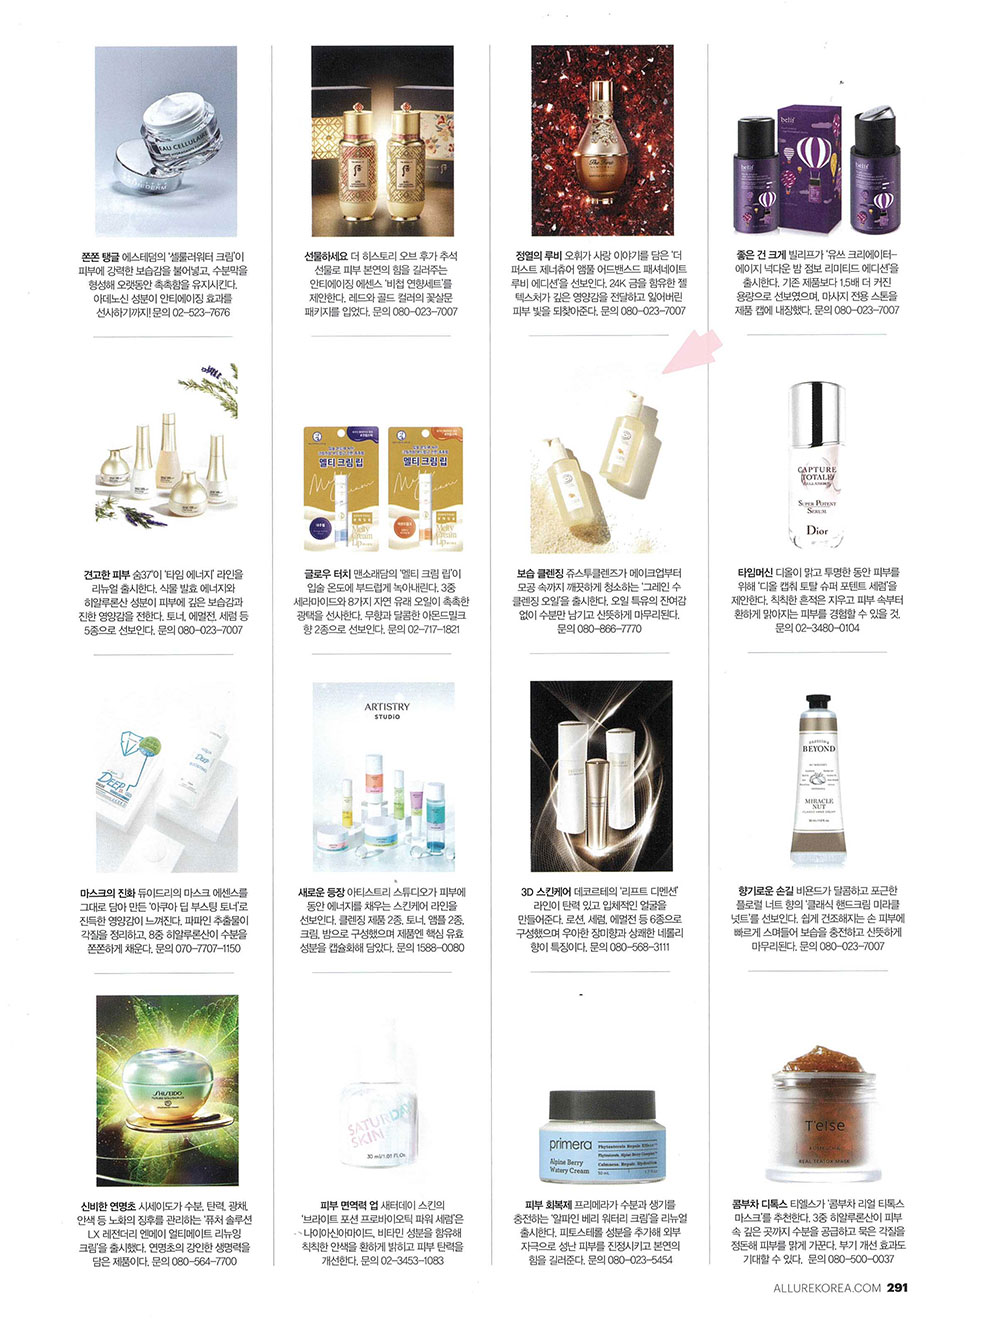 EAU CELLULAIRE
쫀쫀 탱글 에스테덤의 '셀룰러워터 크림'이
피부에 강력한 보습감을 불어넣고, 수분막을
형성해 오랫동안 촉촉함을 유지시킨다.
아데노신 성분이 안티에이징 효과를
선사하기까지! 문의 02-523-7676
선물하세요 더 히스토리 오브 후가 추석
선물로 피부 본연의 힘을 길러주는
안티에이징 에센스 '비첩 연향세트'를
제안한다. 레드와 골드 컬러의 꽃살문
패키지를 입었다. 문의 080-023-7007
The First
정열의 루비 오휘가 사랑 이야기를 담은 '더
퍼스트 제너츄어 앰풀 어드밴스드 패셔네이트
루비 에디션'을 선보인다. 24K 금을 함유한 젤
텍스처가 깊은 영양감을 전달하고 잃어버린
피부 빛을 되찾아준다. 문의 080-023-7007
belif
belif
belif
좋은 건 크게 빌리프가 '유쓰 크리에이터-
에이지 넉다운 밤 점보 리미티드 에디션'을
출시한다. 기존 제품보다 1.5배 더 커진
용량으로 선보였으며, 마사지 전용 스톤을
제품 캡에 내장했다. 문의 080-023-7007
견고한 피부 숨37°이 '타임 에너지' 라인을
리뉴얼 출시한다. 식물 발효 에너지와
히알루론산 성분이 피부에 깊은 보습감과
진한 영양감을 전한다. 토너, 에멀전, 세럼 등
5종으로 선보인다. 문의 080-023-7007
멜티크림립
멜티크림립
Melty
Cream
Lip
Melty
Cream
Lip
글로우 터치 맨소래담의 '멜티 크림 립'이
입술 온도에 부드럽게 녹아내린다. 3중
세라마이드와 8가지 자연 유래 오일이 촉촉한
광택을 선사한다. 무향과 달콤한 아몬드밀크
향 2종으로 선보인다. 문의 02-717-1821
보습 클렌징 쥬스투클렌즈가 메이크업부터
모공 속까지 깨끗하게 청소하는 '그레인 수
클렌징 오일'을 출시한다. 오일 특유의 잔여감
없이 수분만 남기고 산뜻하게 마무리된다.
문의 080-866-7770
CAPTURE
TOTALE
SUPER POTENT
SERUM
Dior
타임머신 디올이 맑고 투명한 동안 피부를
위해 '디올 캡춰 토탈 슈퍼 포텐트 세럼'을
제안한다. 칙칙한 흔적은 지우고 피부 속부터
환하게 맑아지는 피부를 경험할 수 있을 것.
문의 02-3480-0104
DEEP
DEEP
마스크의 진화 듀이드리의 마스크 에센스를
그대로 담아 만든 '아쿠아 딥 부스팅 토너'로
진득한 영양감이 느껴진다. 파파인 추출물이
각질을 정리하고, 8중 히알루론산이 수분을
쫀쫀하게 채운다. 문의 070-7707-1150
ARTISTRY
STUDIO
새로운 등장 아티스트리 스튜디오가 피부에
동안 에너지를 채우는 스킨케어 라인을
선보인다. 클렌징 제품 2종, 토너, 앰플 2종,
크림, 밤으로 구성했으며 제품엔 핵심 유효
성분을 캡슐화해 담았다. 문의 1588-0080
3D 스킨케어 데코르테의 '리프트 디멘션'
라인이 탄력 있고 입체적인 얼굴을
만들어준다. 로션, 세럼, 에멀전 등 6종으로
구성했으며 우아한 장미향과 상쾌한 네롤리
향이 특징이다. 문의 080-568-3111
BEYOND
MIRACLE
NUT
향기로운 손길 비욘드가 달콤하고 포근한
플로럴 너트 향의 '클래식 핸드크림 미라클
넛트'를 선보인다. 쉽게 건조해지는 손 피부에
빠르게 스며들어 보습을 충전하고 산뜻하게
마무리된다. 문의 080-023-7007
SHISEIDO
FUTURE SOLUTION LX
신비한 연명초 시세이도가 수분, 탄력, 광채,
안색 등 노화의 징후를 관리하는 '퓨처 솔루션
LX 레전더리 엔메이 얼티메이트 리뉴잉
크림'을 출시했다. 연명초의 강인한 생명력을
담은 제품이다. 문의 080-564-7700
SATURDAY
SKIN
30 ml/1.01 Fl. Oz.
피부 면역력 업 새터데이 스킨의
'브라이트 포션 프로바이오틱 파워 세럼'은
나이아신아마이드, 비타민 성분을 함유해
칙칙한 안색을 환하게 밝히고 피부 탄력을
개선한다. 문의 02-3453-1083
primera
Alpine Berry
Watery Cream
피부 회복제 프리메라가 수분과 생기를
충전하는 '알파인 베리 워터리 크림'을 리뉴얼
출시한다. 피토스테롤 성분을 추가해 외부
자극으로 성난 피부를 진정시키고 본연의
힘을 길러준다. 문의 080-023-5454
T'else
콤부차 디톡스 티엘스가 '콤부차 리얼 티톡스
마스크'를 추천한다. 3중 히알루론산이 피부
속 깊은 곳까지 수분을 공급하고 묵은 각질을
정돈해 피부를 맑게 가꾼다. 부기 개선 효과도
기대할 수 있다. 문의 080-500-0037
ALLUREKOREA.COM 291